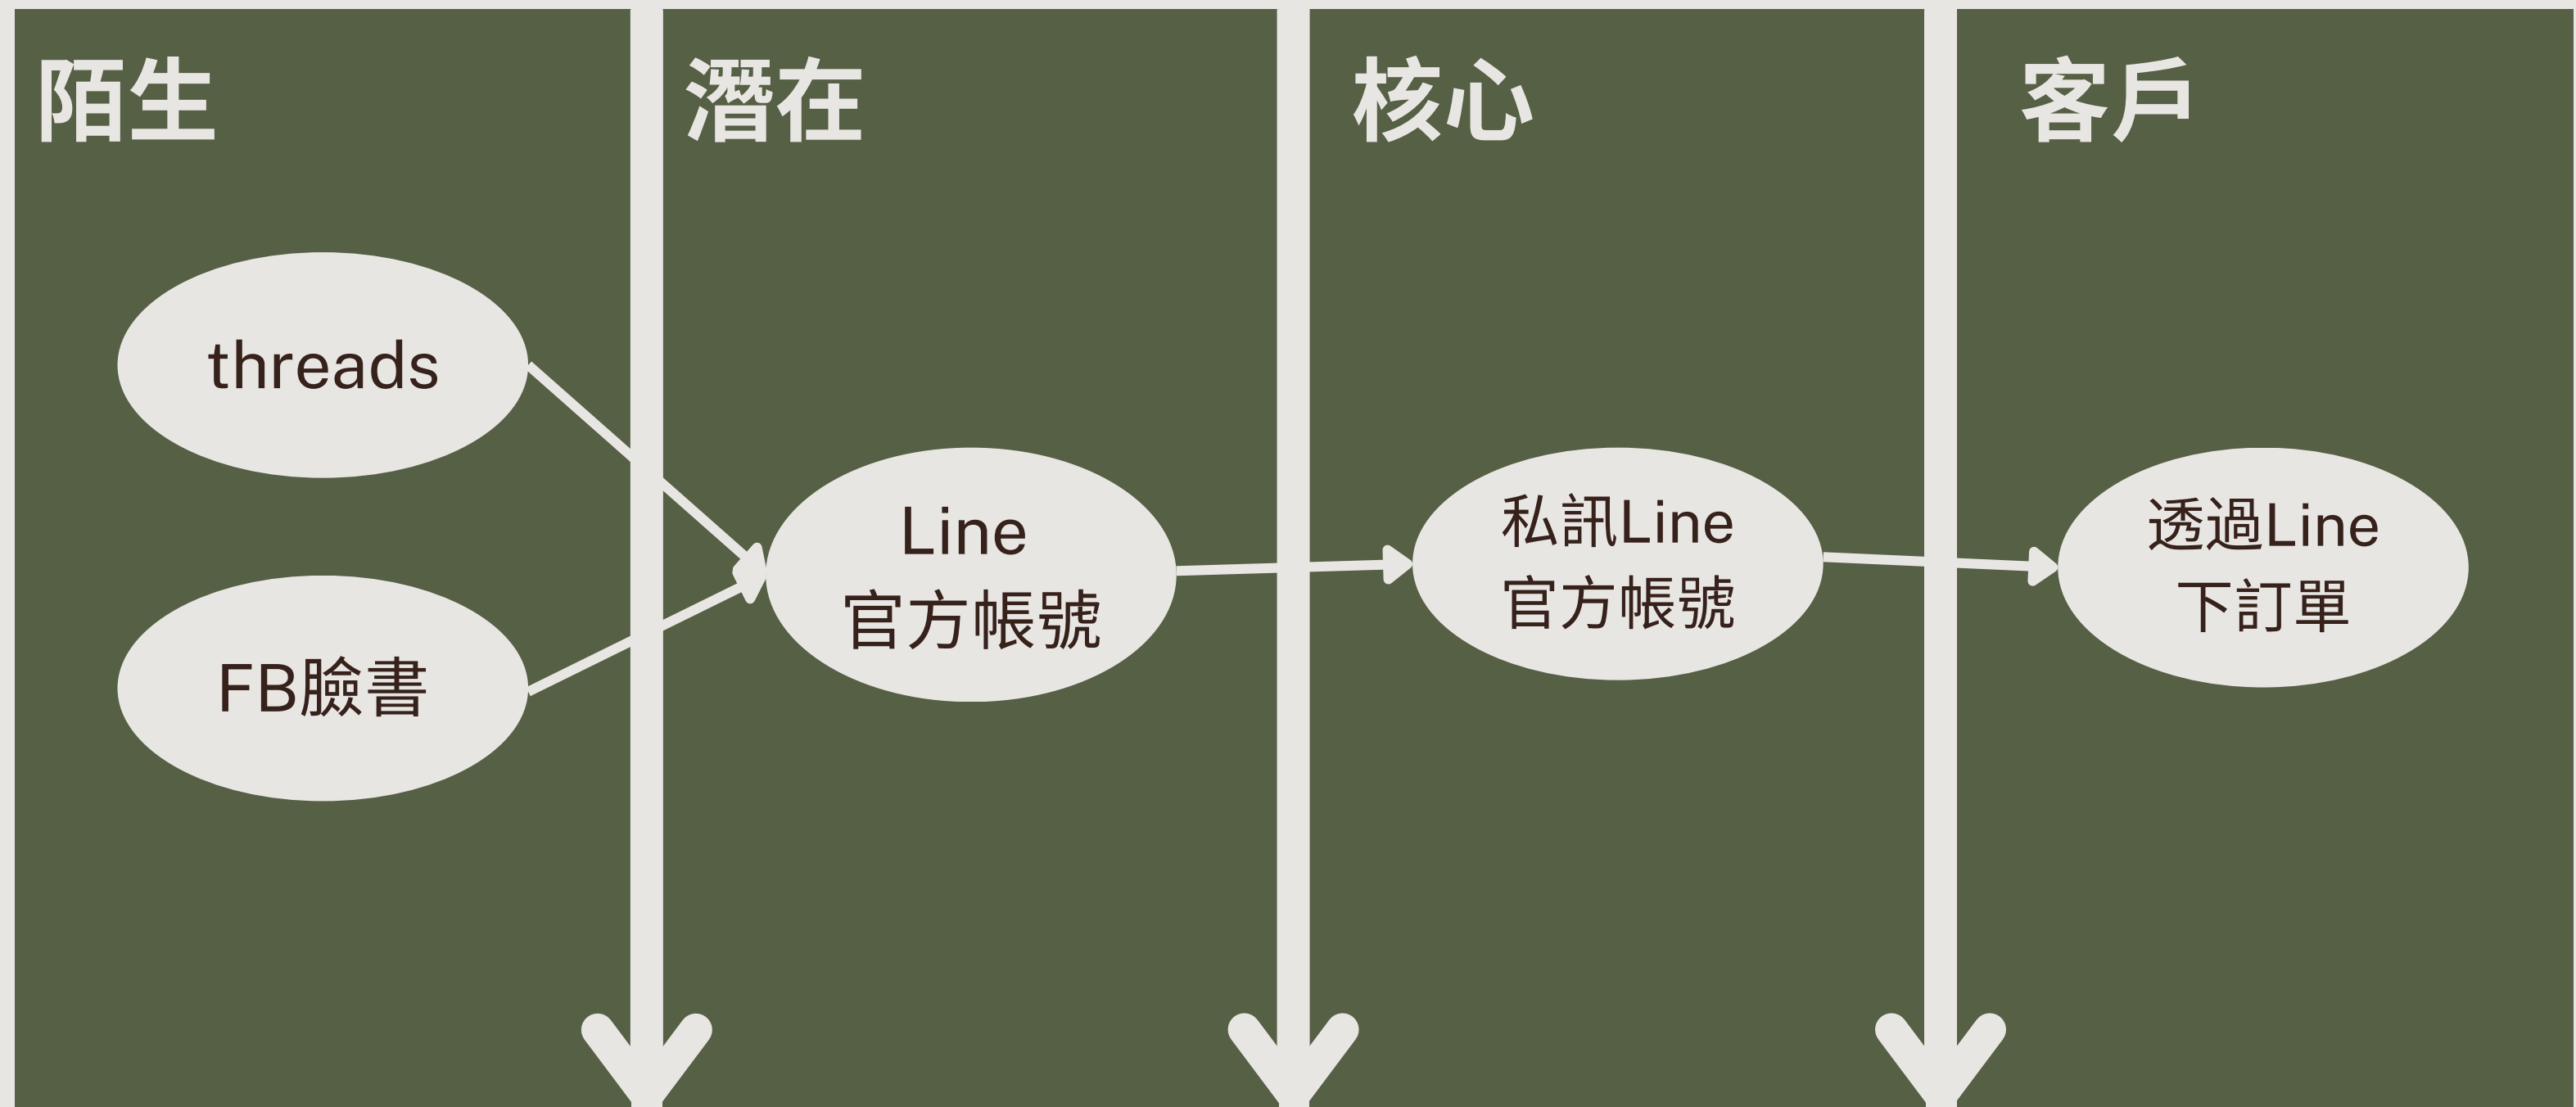 陌生
潛在
核心
客戶
threads
FB臉書
Line
官方帳號
私訊Line
官方帳號
透過Line
下訂單